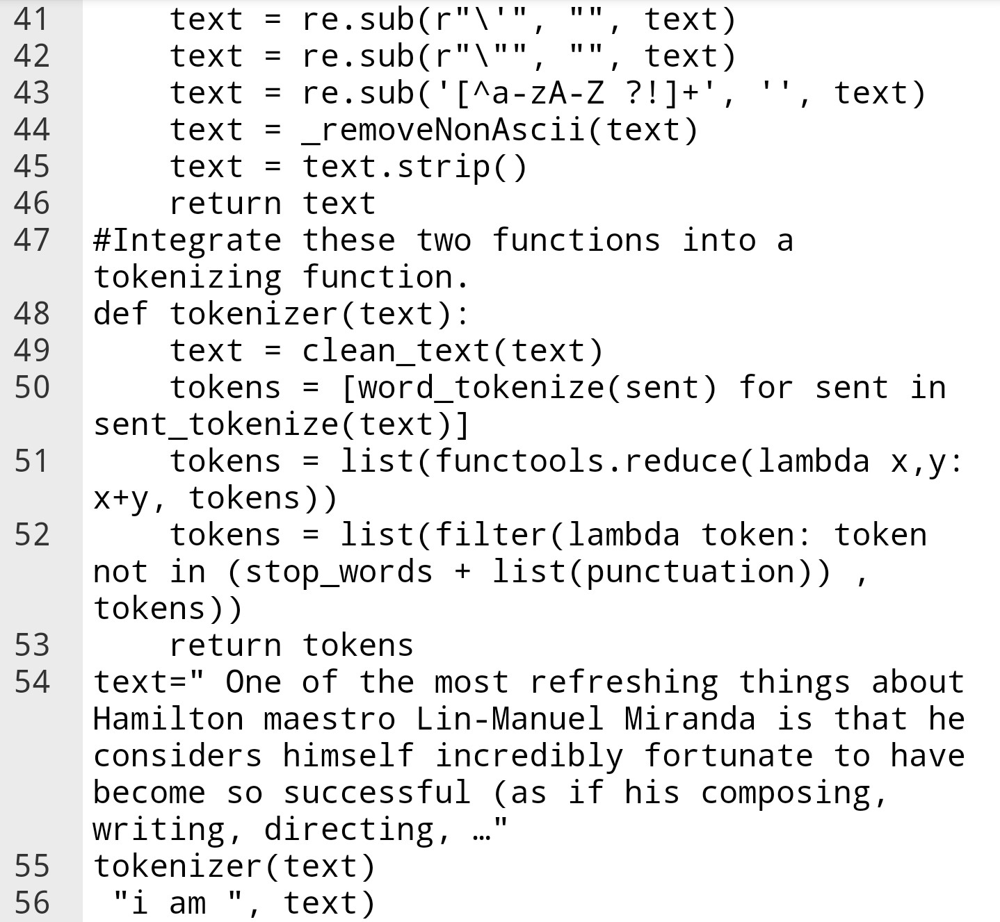 41 text = re.sub(r"\'", "", text)
42 text = re.sub(r"\"", "", text)
43 text = re.sub('[^a-zA-Z ?!]+', '', text)
44 text = _removeNonAscii(text)
45 text = text.strip()
46 return text
47 #Integrate these two functions into a
tokenizing function.
48 def tokenizer(text):
49 text = clean_text(text)
50 tokens = [word_tokenize(sent) for sent in
sent_tokenize(text)]
51 tokens = list(functools.reduce(lambda x,y:
x+y, tokens))
52 tokens = list(filter(lambda token: token
not in (stop_words + list(punctuation)) ,
tokens))
53 return tokens
54 text=" One of the most refreshing things about
Hamilton maestro Lin-Manuel Miranda is that he
considers himself incredibly fortunate to have
become so successful (as if his composing,
writing, directing, …"
55 tokenizer(text)
56 "i am ", text)